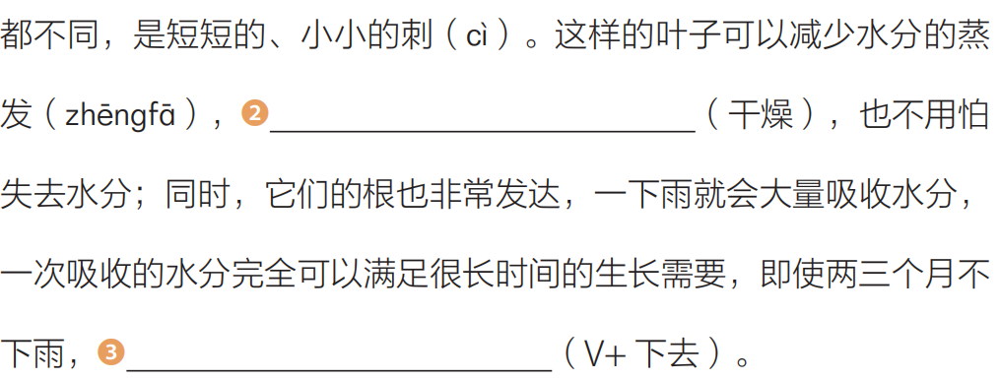 都不同，是短短的、小小的刺（cì）。这样的叶子可以减少水分的蒸
发（zhēngfā），❷____________________（干燥），也不用怕
失去水分；同时，它们的根也非常发达，一下雨就会大量吸收水分，
一次吸收的水分完全可以满足很长时间的生长需要，即使两三个月不
下雨，❸____________________（V+ 下去）。